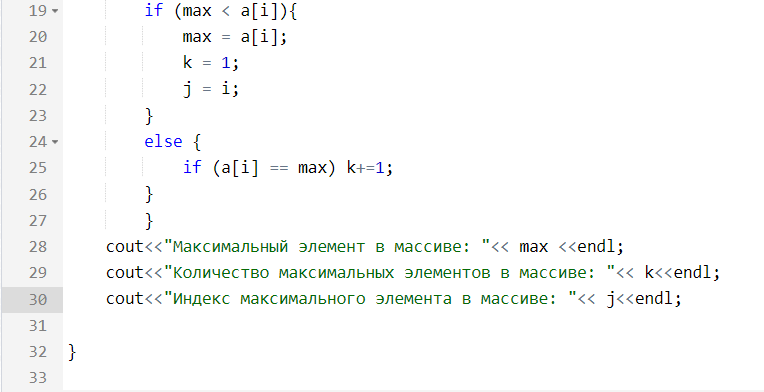 19 if (max < a[i]){
20 max = a[i];
21 k = 1;
22 j = i;
23 }
24 else {
25 if (a[i] == max) k+=1;
26 }
27 }
28 cout<<"Максимальный элемент в массиве: "<< max <<endl;
29 cout<<"Количество максимальных элементов в массиве: "<< k<<endl;
30 cout<<"Индекс максимального элемента в массиве: "<< j<<endl;
31
32 }
33